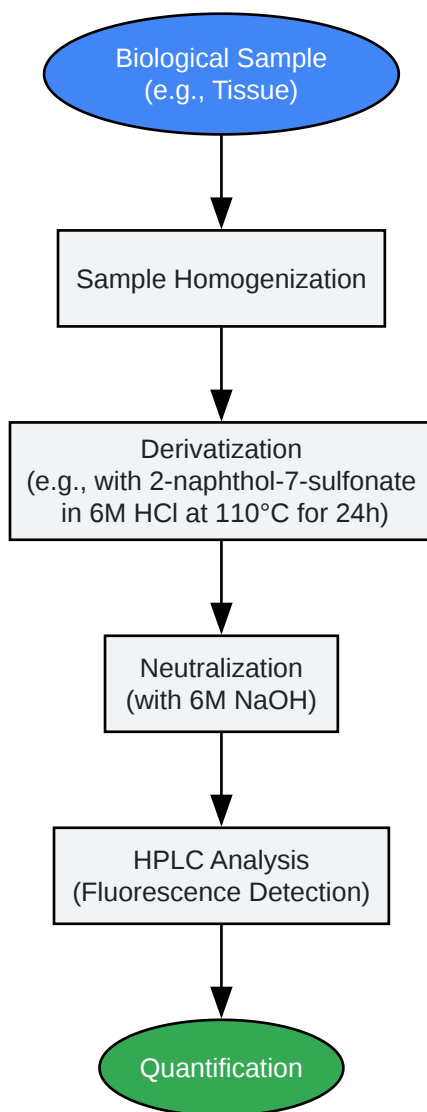 Biological Sample
(e.g., Tissue)
Sample Homogenization
Derivatization
(e.g., with 2-naphthol-7-sulfonate
in 6M HCl at 110°C for 24h)
Neutralization
(with 6M NaOH)
HPLC Analysis
(Fluorescence Detection)
Quantification